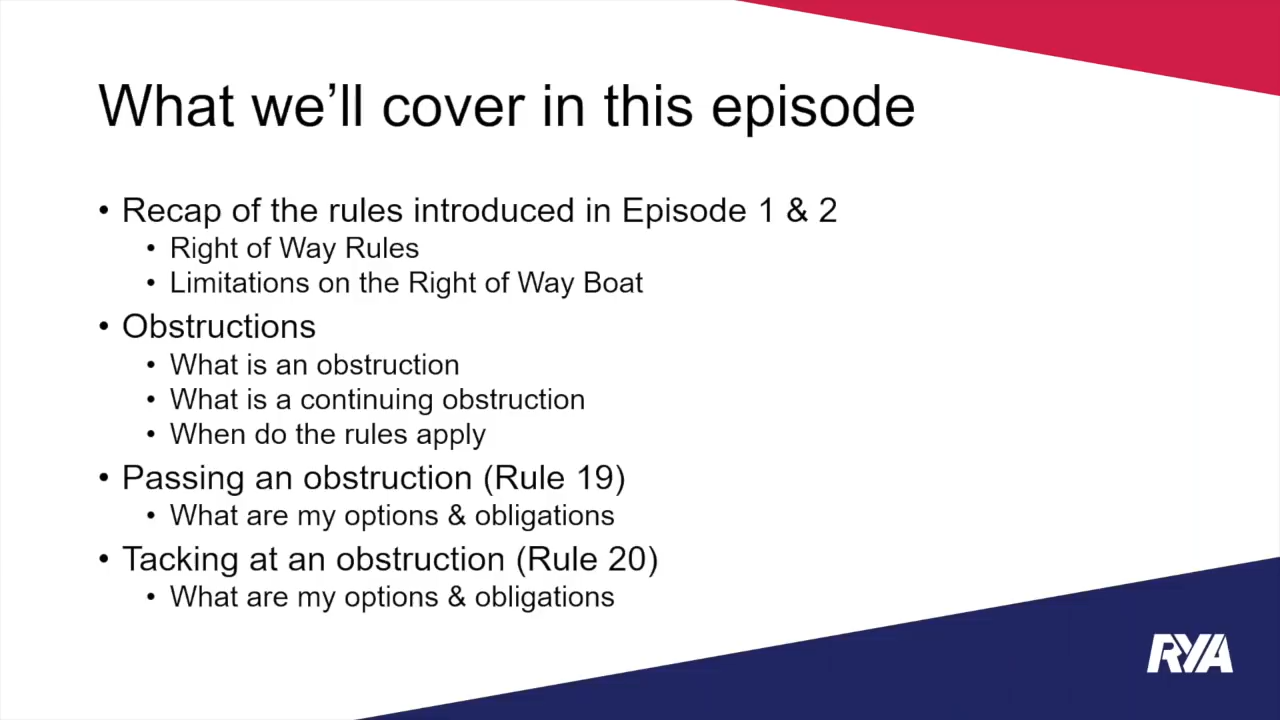 What we’ll cover in this episode
• Recap of the rules introduced in Episode 1 & 2
• Right of Way Rules
• Limitations on the Right of Way Boat
• Obstructions
• What is an obstruction
• What is a continuing obstruction
• When do the rules apply
• Passing an obstruction (Rule 19)
• What are my options & obligations
• Tacking at an obstruction (Rule 20)
• What are my options & obligations
RYA